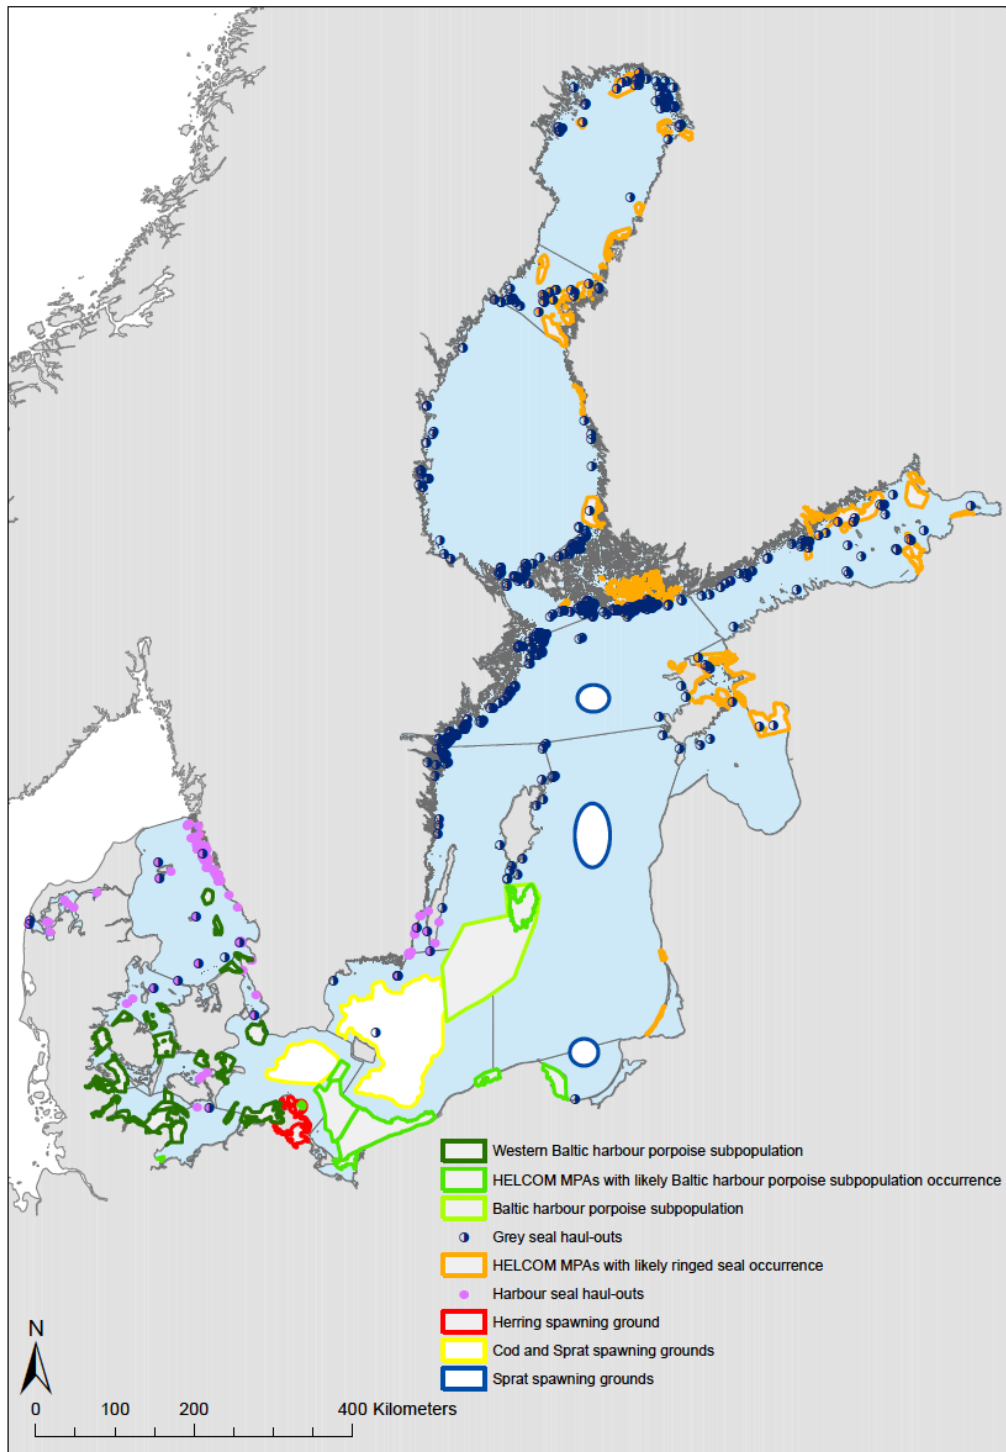 Western Baltic harbour porpoise subpopulation
HELCOM MPAs with likely Baltic harbour porpoise subpopulation occurrence
Baltic harbour porpoise subpopulation
Grey seal haul-outs
HELCOM MPAs with likely ringed seal occurrence
Harbour seal haul-outs
Herring spawning ground
Cod and Sprat spawning grounds
Sprat spawning grounds
N
0 100 200 400 Kilometers